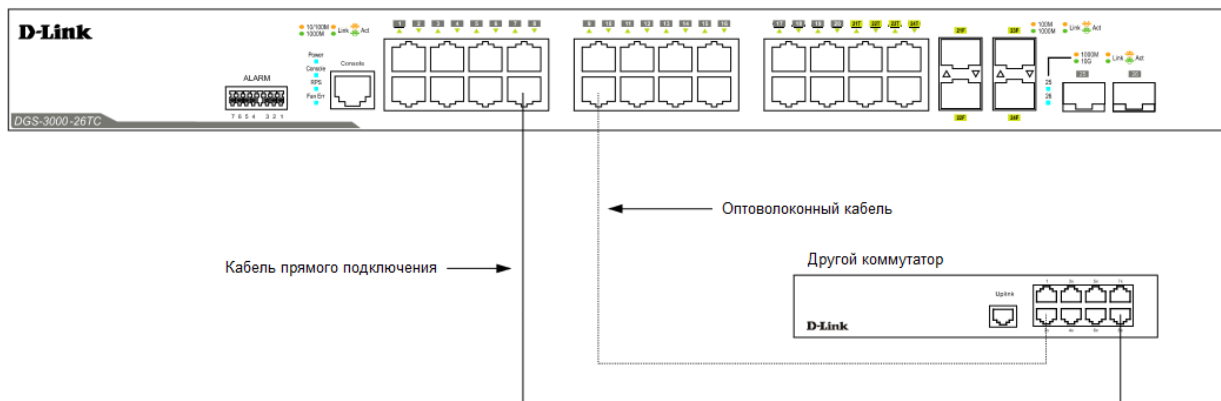 D-Link
10/100M
1000M
Link
Act
Power
Console
RPS
Fan Err
Console
ALARM
7 6 5 4 3 2 1
DGS-3000-26TC
1 2 3 4 5 6 7 8
9 10 11 12 13 14 15 16
17 18 19 20 21T 22T 23T 24T
21F 23F
22F 24F
100M
1000M
Link
Act
1000M
10G
Link
Act
25
26
25 26
Оптоволоконный кабель
Кабель прямого подключения
Другой коммутатор
Uplink
D-Link